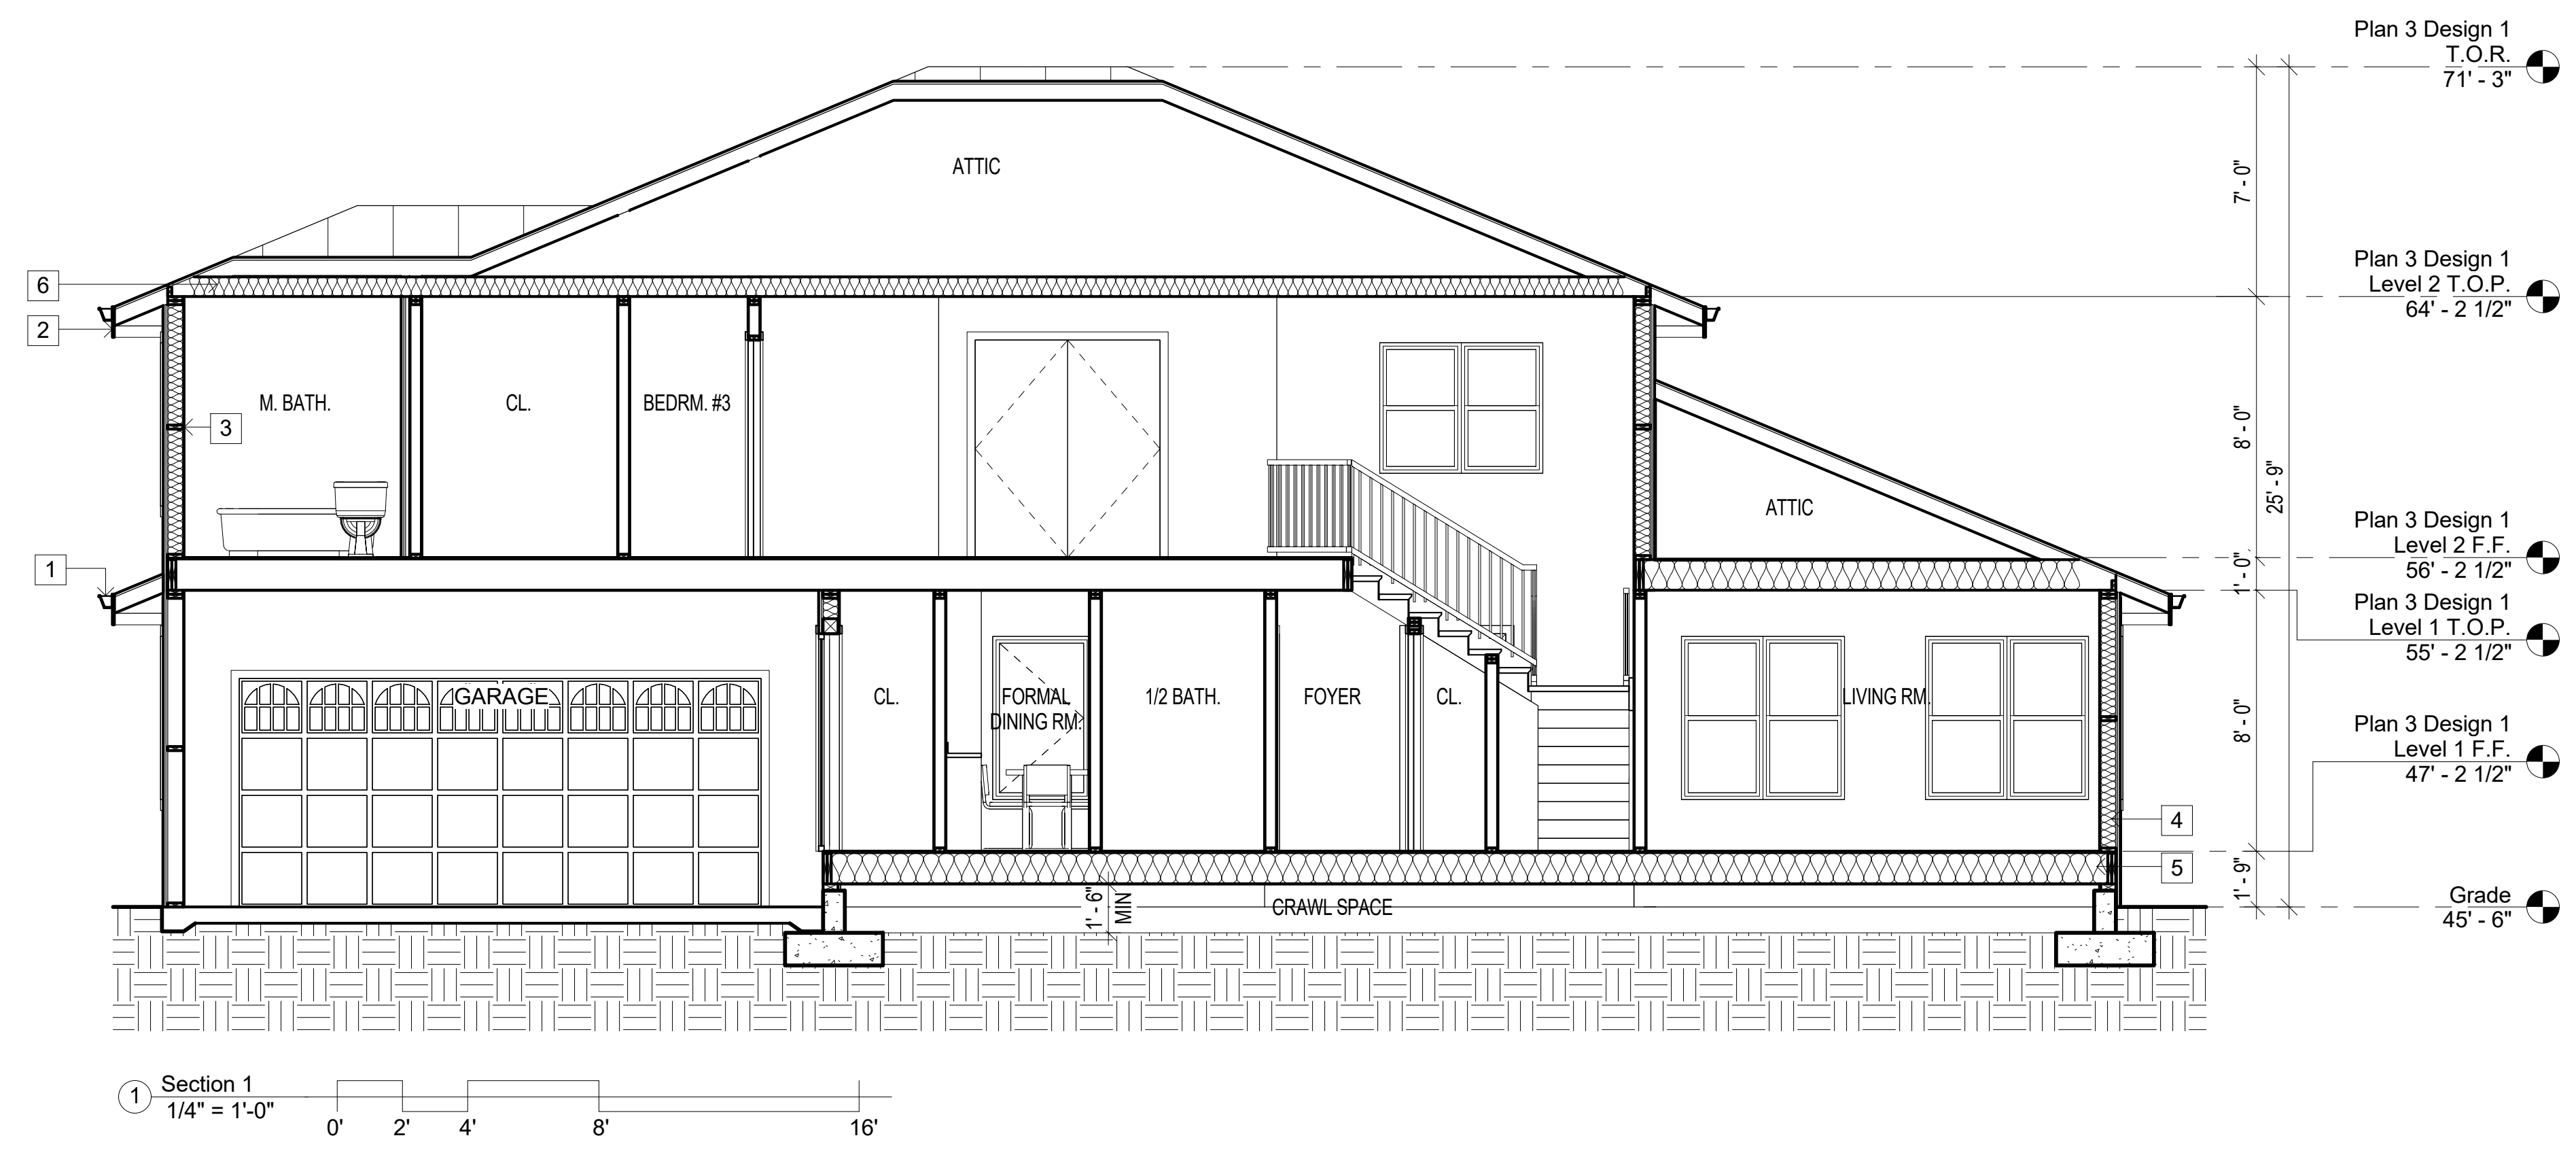 Plan 3 Design 1
T.O.R.
71' - 3"
ATTIC
7' - 0"
Plan 3 Design 1
Level 2 T.O.P.
64' - 2 1/2"
6
2
M. BATH.
CL.
BEDRM. #3
3
8' - 0"
25' - 9"
ATTIC
Plan 3 Design 1
Level 2 F.F.
56' - 2 1/2"
1
1' - 0"
Plan 3 Design 1
Level 1 T.O.P.
55' - 2 1/2"
GARAGE
CL.
FORMAL
DINING RM.
1/2 BATH.
FOYER
CL.
LIVING RM.
8' - 0"
Plan 3 Design 1
Level 1 F.F.
47' - 2 1/2"
4
5
1' - 6"
MIN
CRAWL SPACE
1' - 9"
Grade
45' - 6"
1
Section 1
1/4" = 1'-0"
0'
2'
4'
8'
16'